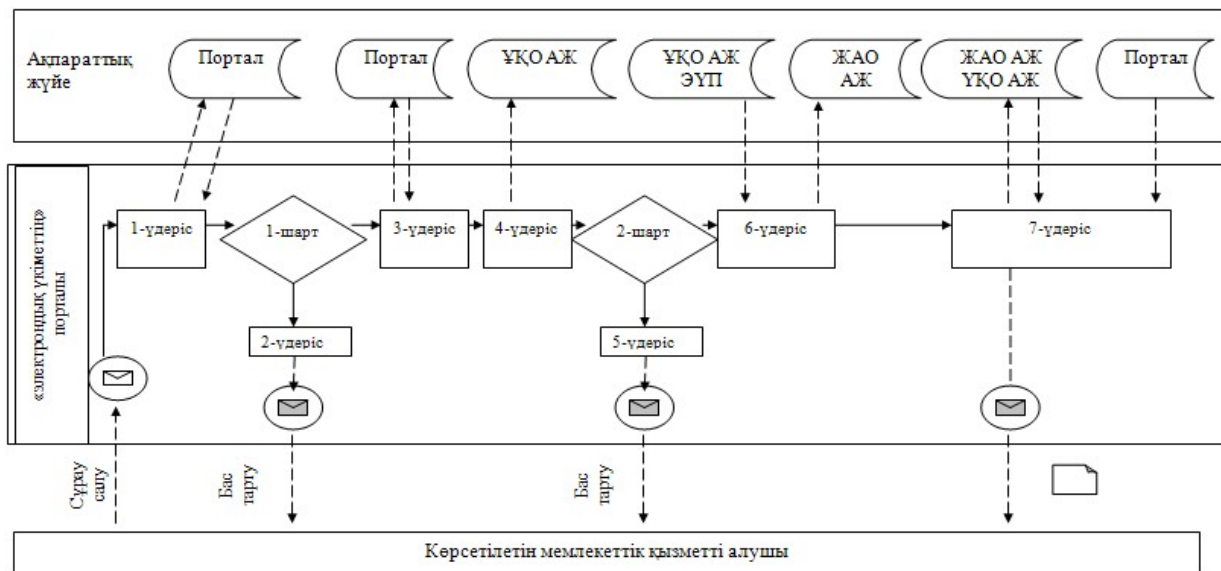 Ақпараттық
жүйе
Портал
Портал
ҰҚО АЖ
ҰҚО АЖ
ЭҮП
ЖАО
АЖ
ЖАО АЖ
ҮҚО АЖ
Портал
«электрондық үкіметтің»
порталы
1-үдеріс
1-шарт
3-үдеріс
4-үдеріс
2-шарт
6-үдеріс
7-үдеріс
2-үдеріс
5-үдеріс
Сұрау
салу
Бас
тарту
Бас
тарту
Көрсетілетін мемлекеттік қызметті алушы